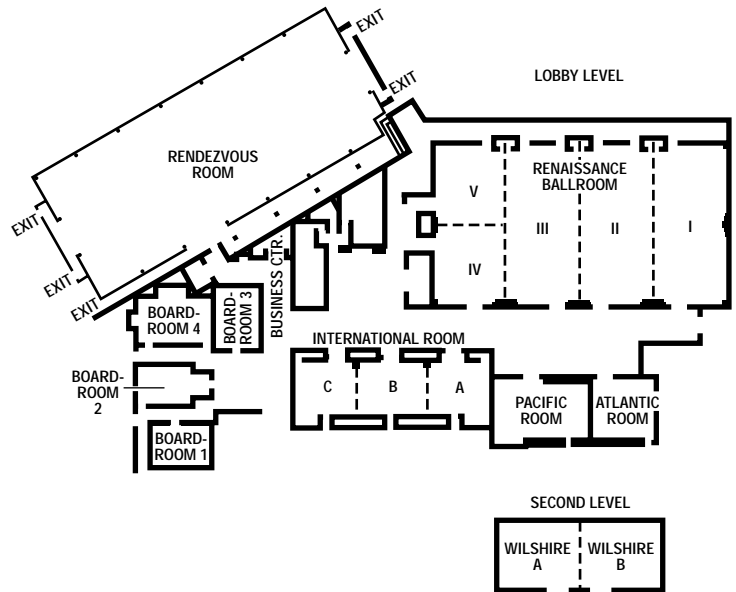 EXIT
EXIT
LOBBY LEVEL
RENDEZVOUS
ROOM
RENAISSANCE
BALLROOM
V
IV
III
II
I
EXIT
EXIT
EXIT
BUSINESS CTR.
BOARD-
ROOM 4
BOARD-
ROOM 3
BOARD-
ROOM
2
BOARD-
ROOM 1
INTERNATIONAL ROOM
C
B
A
PACIFIC
ROOM
ATLANTIC
ROOM
SECOND LEVEL
WILSHIRE
A
WILSHIRE
B